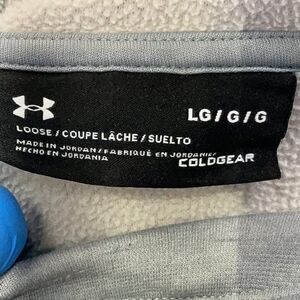 LG / G / G
LOOSE / COUPE LÂCHE / SUELTO
MADE IN JORDAN / FABRIQUÉ EN JORDANIE/
HECHO EN JORDANIA
COLDGEAR